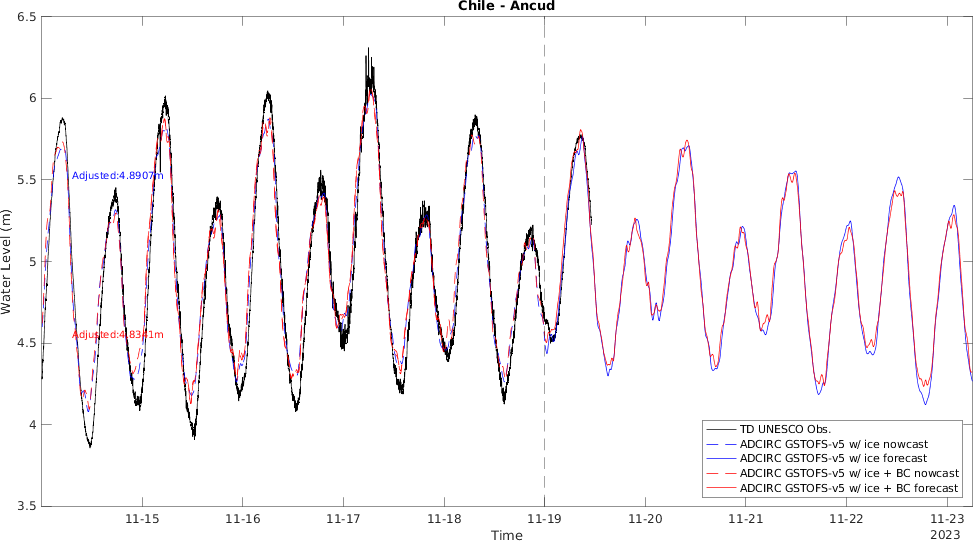 Chile - Ancud
6.5
6
5.5
5
4.5
4
3.5
Water Level (m)
Adjusted:4.8907m
Adjusted:4.8341m
11-15
11-16
11-17
11-18
11-19
11-20
11-21
11-22
11-23
2023
Time
TD UNESCO Obs.
ADCIRC GSTOFS-v5 w/ ice nowcast
ADCIRC GSTOFS-v5 w/ ice forecast
ADCIRC GSTOFS-v5 w/ ice + BC nowcast
ADCIRC GSTOFS-v5 w/ ice + BC forecast